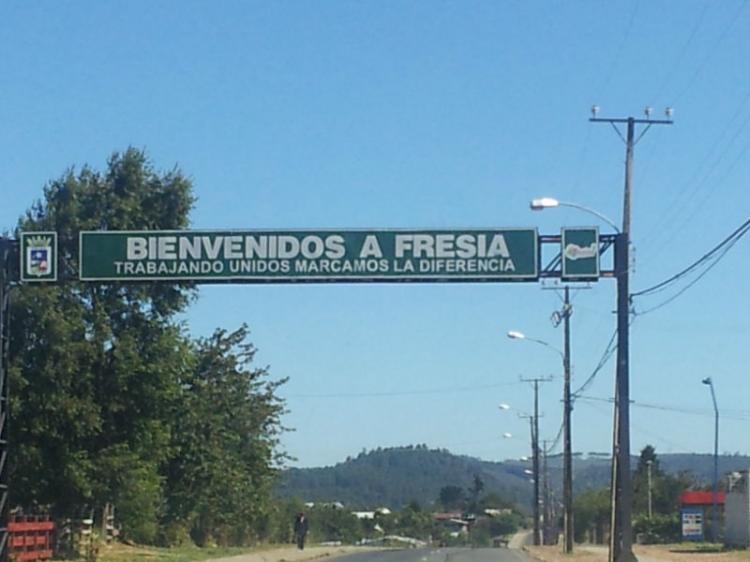 BIENVENIDOS A FRESIA
TRABAJANDO UNIDOS MARCAMOS LA DIFERENCIA